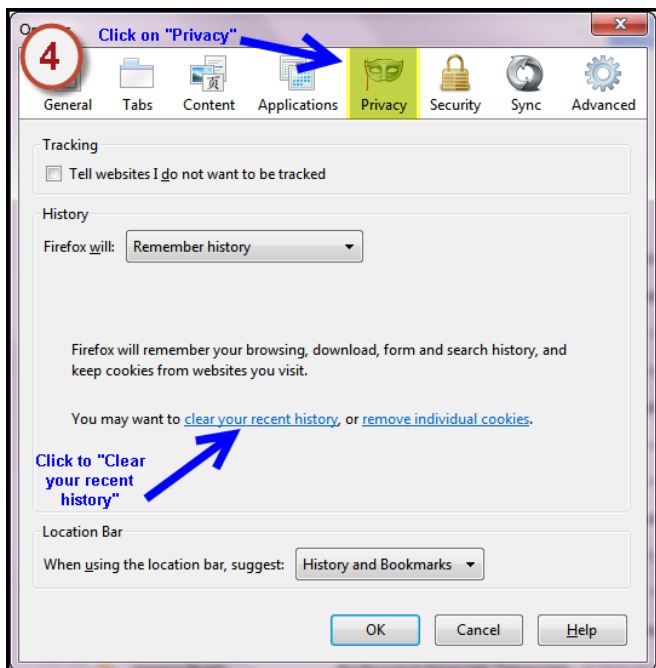 Click on "Privacy"
4
General Tabs Content Applications Privacy Security Sync Advanced
页
Tracking
Tell websites I do not want to be tracked
History
Firefox will: Remember history
Firefox will remember your browsing, download, form and search history, and
keep cookies from websites you visit.
You may want to clear your recent history, or remove individual cookies.
Click to "Clear
your recent
history"
Location Bar
When using the location bar, suggest: History and Bookmarks
OK Cancel Help